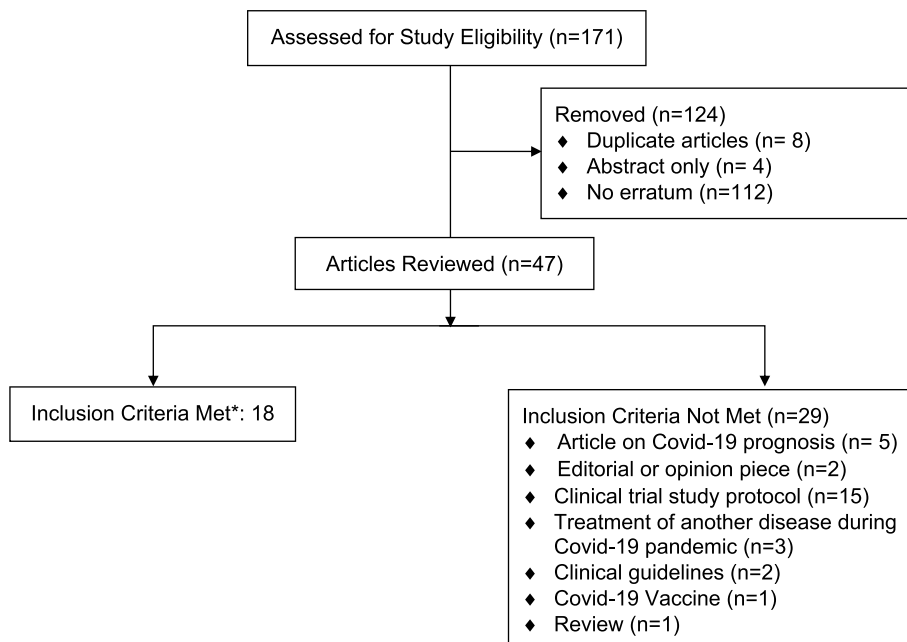 Assessed for Study Eligibility (n=171)
Removed (n=124)
♦ Duplicate articles (n= 8)
♦ Abstract only (n= 4)
♦ No erratum (n=112)
Articles Reviewed (n=47)
Inclusion Criteria Met*: 18
Inclusion Criteria Not Met (n=29)
♦ Article on Covid-19 prognosis (n= 5)
♦ Editorial or opinion piece (n=2)
♦ Clinical trial study protocol (n=15)
♦ Treatment of another disease during
Covid-19 pandemic (n=3)
♦ Clinical guidelines (n=2)
♦ Covid-19 Vaccine (n=1)
♦ Review (n=1)